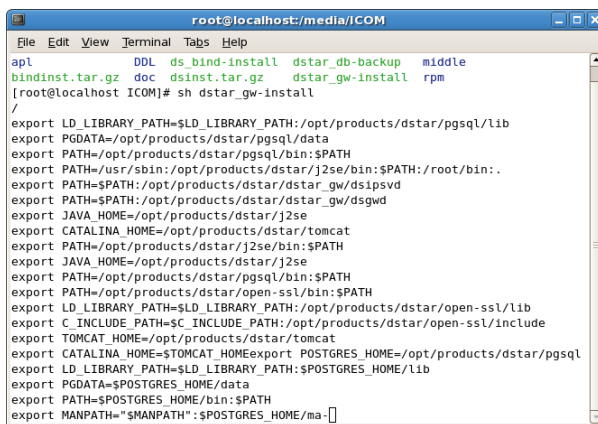 root@localhost:/media/ICOM
File Edit View Terminal Tabs Help
apl DDL ds_bind-install dstar_db-backup middle
bindinst.tar.gz doc dsinst.tar.gz dstar_gw-install rpm
[root@localhost ICOM]# sh dstar_gw-install
/
export LD_LIBRARY_PATH=$LD_LIBRARY_PATH:/opt/products/dstar/pgsql/lib
export PGDATA=/opt/products/dstar/pgsql/data
export PATH=/opt/products/dstar/pgsql/bin:$PATH
export PATH=/usr/sbin:/opt/products/dstar/j2se/bin:$PATH:/root/bin:.
export PATH=$PATH:/opt/products/dstar/dstar_gw/dsipsvd
export PATH=$PATH:/opt/products/dstar/dstar_gw/dsgwd
export JAVA_HOME=/opt/products/dstar/j2se
export CATALINA_HOME=/opt/products/dstar/tomcat
export PATH=/opt/products/dstar/j2se/bin:$PATH
export JAVA_HOME=/opt/products/dstar/j2se
export PATH=/opt/products/dstar/pgsql/bin:$PATH
export PATH=/opt/products/dstar/open-ssl/bin:$PATH
export LD_LIBRARY_PATH=$LD_LIBRARY_PATH:/opt/products/dstar/open-ssl/lib
export C_INCLUDE_PATH=$C_INCLUDE_PATH:/opt/products/dstar/open-ssl/include
export TOMCAT_HOME=/opt/products/dstar/tomcat
export CATALINA_HOME=$TOMCAT_HOMEexport POSTGRES_HOME=/opt/products/dstar/pgsql
export LD_LIBRARY_PATH=$LD_LIBRARY_PATH:$POSTGRES_HOME/lib
export PGDATA=$POSTGRES_HOME/data
export PATH=$POSTGRES_HOME/bin:$PATH
export MANPATH="$MANPATH":$POSTGRES_HOME/ma-